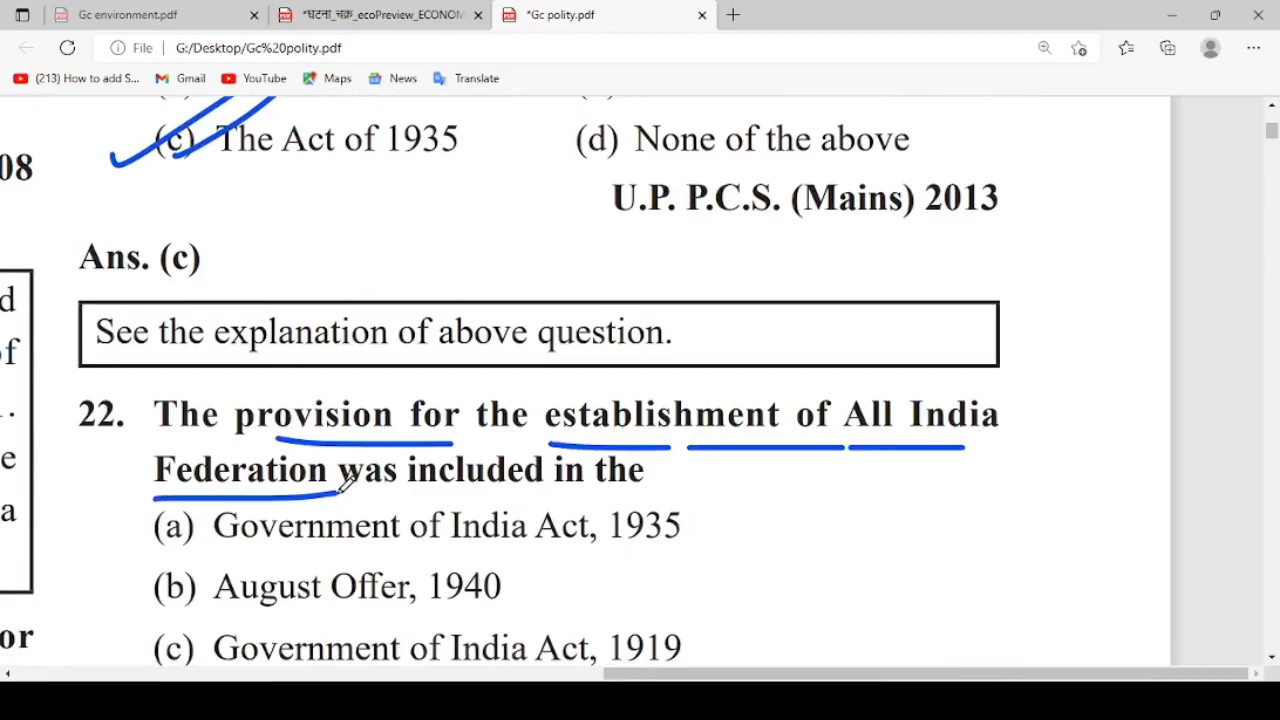 Gc environment.pdf
*घटना_चक्र_ecoPreview_ECONOM
*Gc polity.pdf
File
G:/Desktop/Gc%20polity.pdf
(213) How to add S...
Gmail
YouTube
Maps
News
Translate
(c) The Act of 1935
(d) None of the above
08
U.P. P.C.S. (Mains) 2013
Ans. (c)
d
See the explanation of above question.
of
.
22. The provision for the establishment of All India
e
Federation was included in the
a
(a) Government of India Act, 1935
(b) August Offer, 1940
or
(c) Government of India Act, 1919